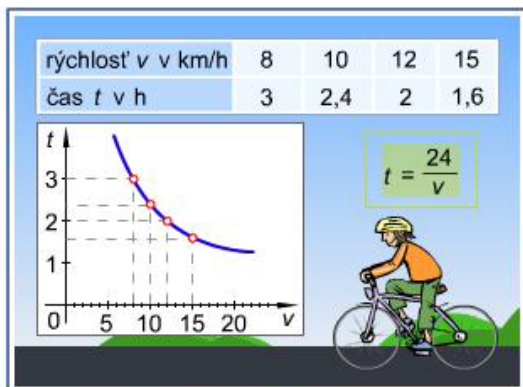 rýchlosť v v km/h 8 10 12 15
čas t v h 3 2,4 2 1,6
t
3
2
1
0 5 10 15 20 v
t = 24/v